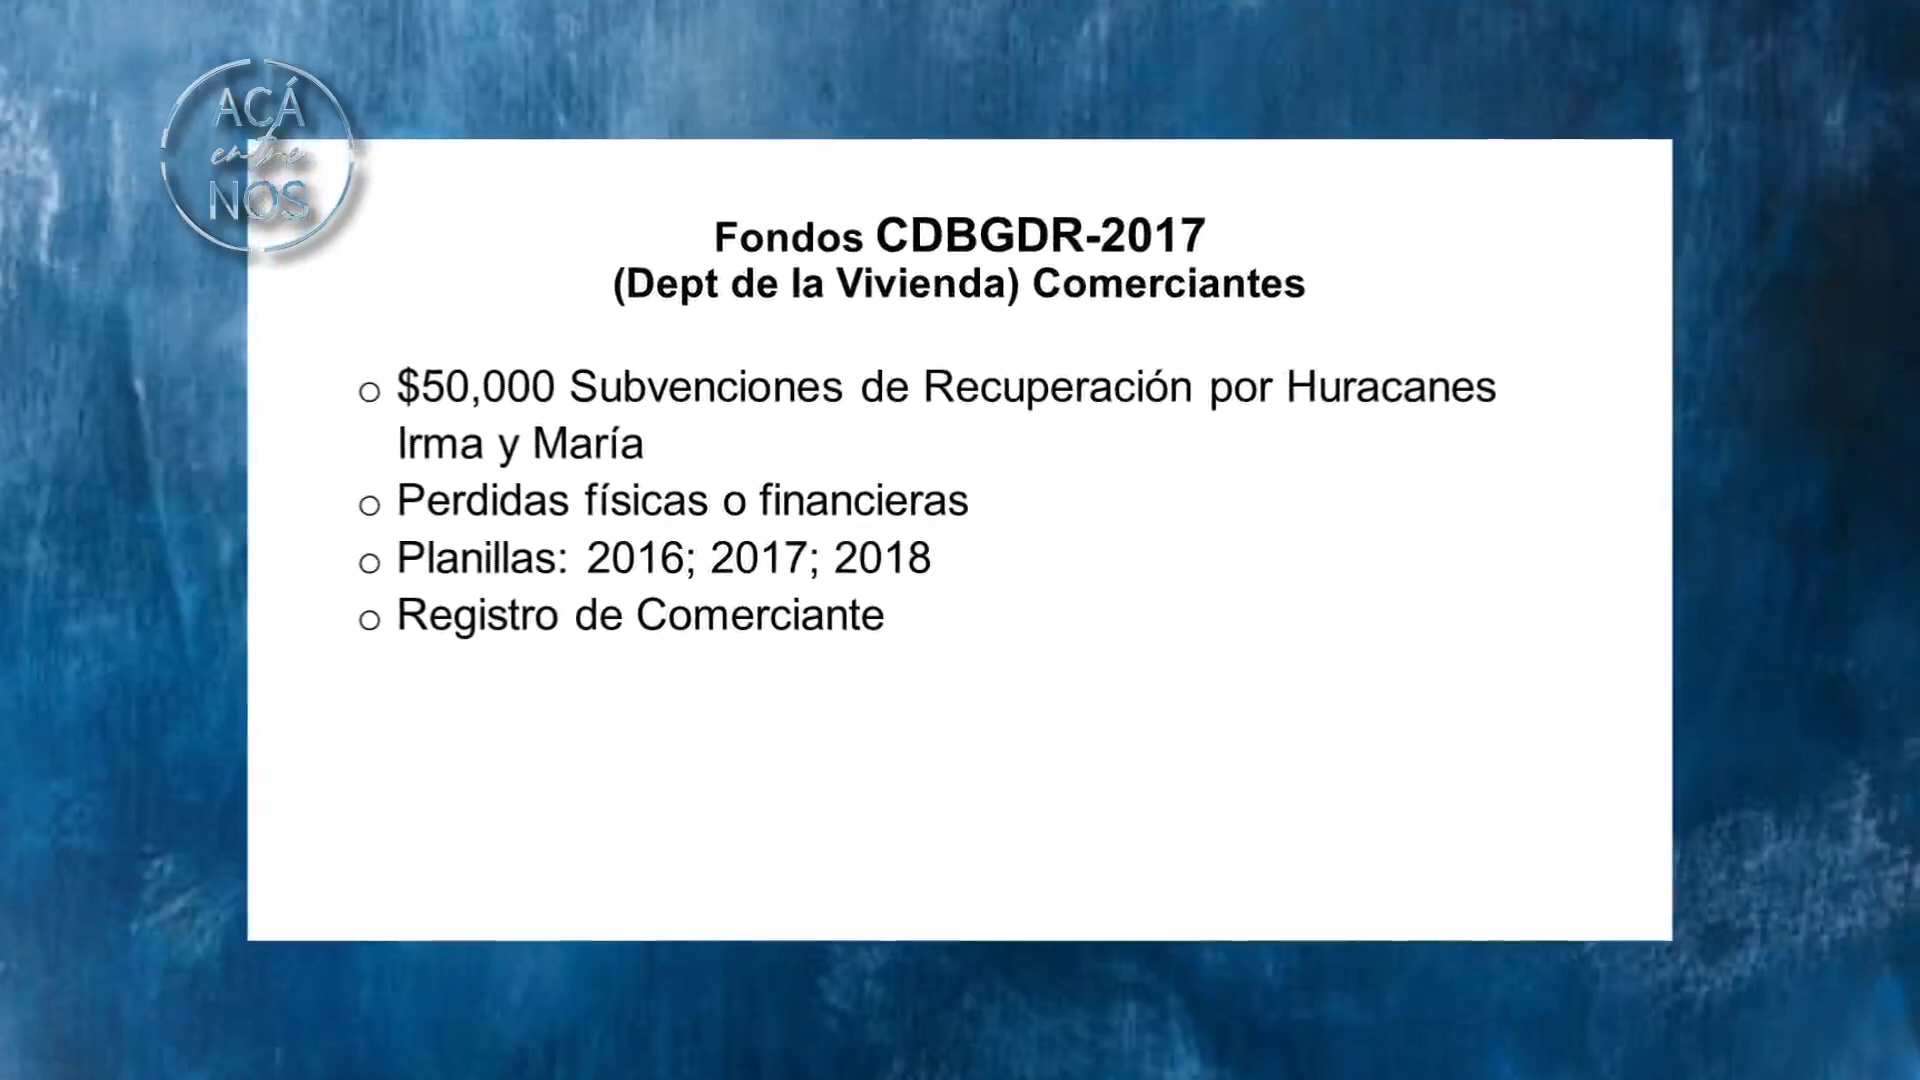 ACÁ
entre
NOS
Fondos CDBGDR-2017
(Dept de la Vivienda) Comerciantes
o $50,000 Subvenciones de Recuperación por Huracanes
Irma y María
o Perdidas físicas o financieras
o Planillas: 2016; 2017; 2018
o Registro de Comerciante